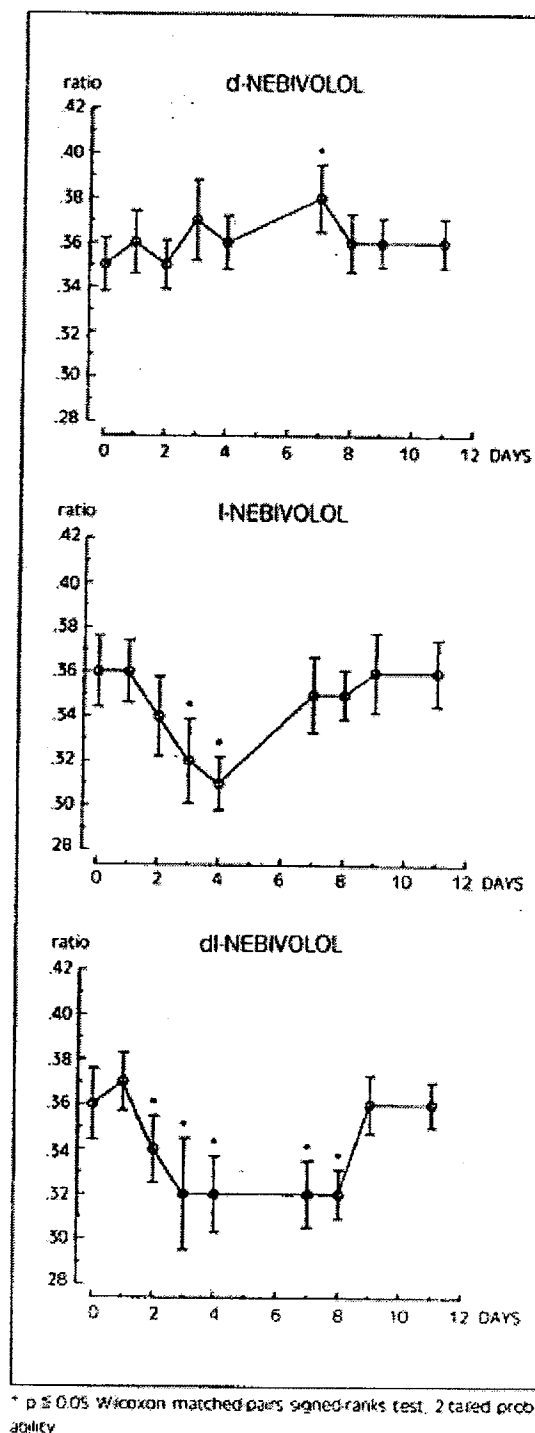 ratio
d-NEBIVOLOL
.42
.40
.38
.36
.34
.32
.30
.28
0 2 4 6 8 10 12 DAYS
ratio
l-NEBIVOLOL
.42
.40
.38
.36
.34
.32
.30
.28
0 2 4 6 8 10 12 DAYS
ratio
dl-NEBIVOLOL
.42
.40
.38
.36
.34
.32
.30
.28
0 2 4 6 8 10 12 DAYS
* p ≤ 0.05 Wilcoxon matched-pairs signed-ranks test, 2 tailed prob-
ability